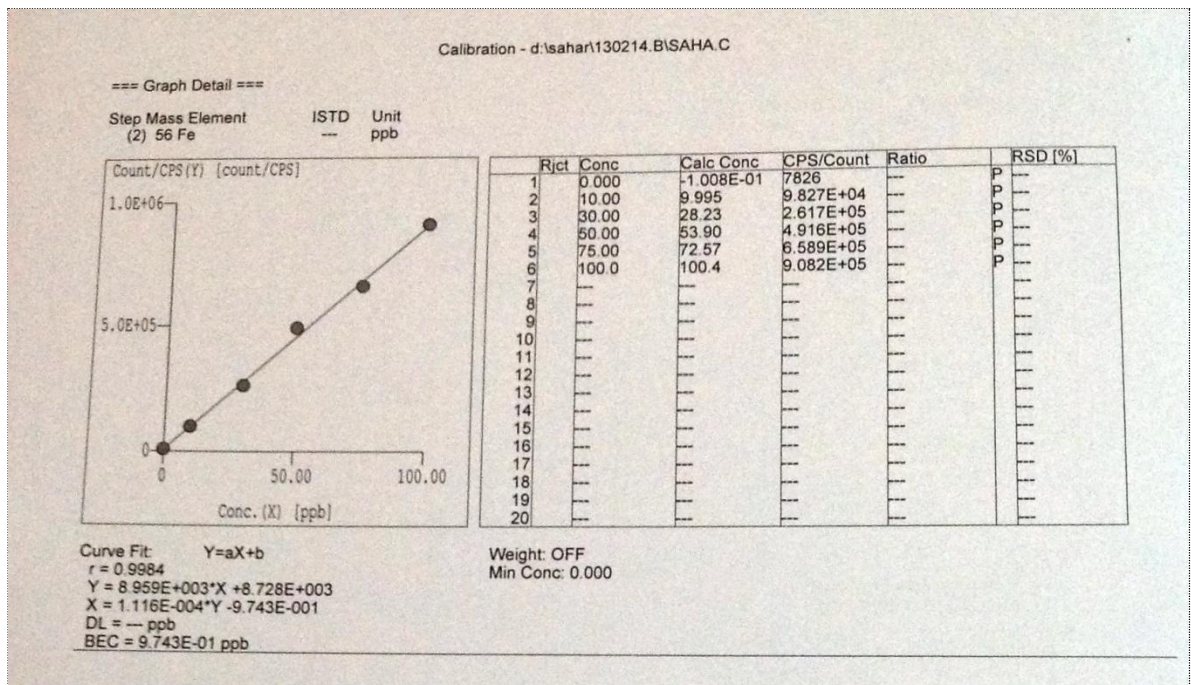 Calibration - d:\sahar\130214.B\SAHA.C
=== Graph Detail ===
Step Mass Element ISTD Unit
(2) 56 Fe --- ppb
Count/CPS(Y) [count/CPS]
1.0E+06
5.0E+05
0
0 50.00 100.00
Conc.(X) [ppb]
Rjct Conc Calc Conc CPS/Count Ratio RSD [%]
1 0.000 -1.008E-01 7826 --- P ---
2 10.00 9.995 9.827E+04 --- P ---
3 30.00 28.23 2.617E+05 --- P ---
4 50.00 53.90 4.916E+05 --- P ---
5 75.00 72.57 6.589E+05 --- P ---
6 100.0 100.4 9.082E+05 --- P ---
7 --- --- --- --- ---
8 --- --- --- --- ---
9 --- --- --- --- ---
10 --- --- --- --- ---
11 --- --- --- --- ---
12 --- --- --- --- ---
13 --- --- --- --- ---
14 --- --- --- --- ---
15 --- --- --- --- ---
16 --- --- --- --- ---
17 --- --- --- --- ---
18 --- --- --- --- ---
19 --- --- --- --- ---
20 --- --- --- --- ---
Curve Fit: Y=aX+b
r = 0.9984
Y = 8.959E+003*X +8.728E+003
X = 1.116E-004*Y -9.743E-001
DL = --- ppb
BEC = 9.743E-01 ppb
Weight: OFF
Min Conc: 0.000